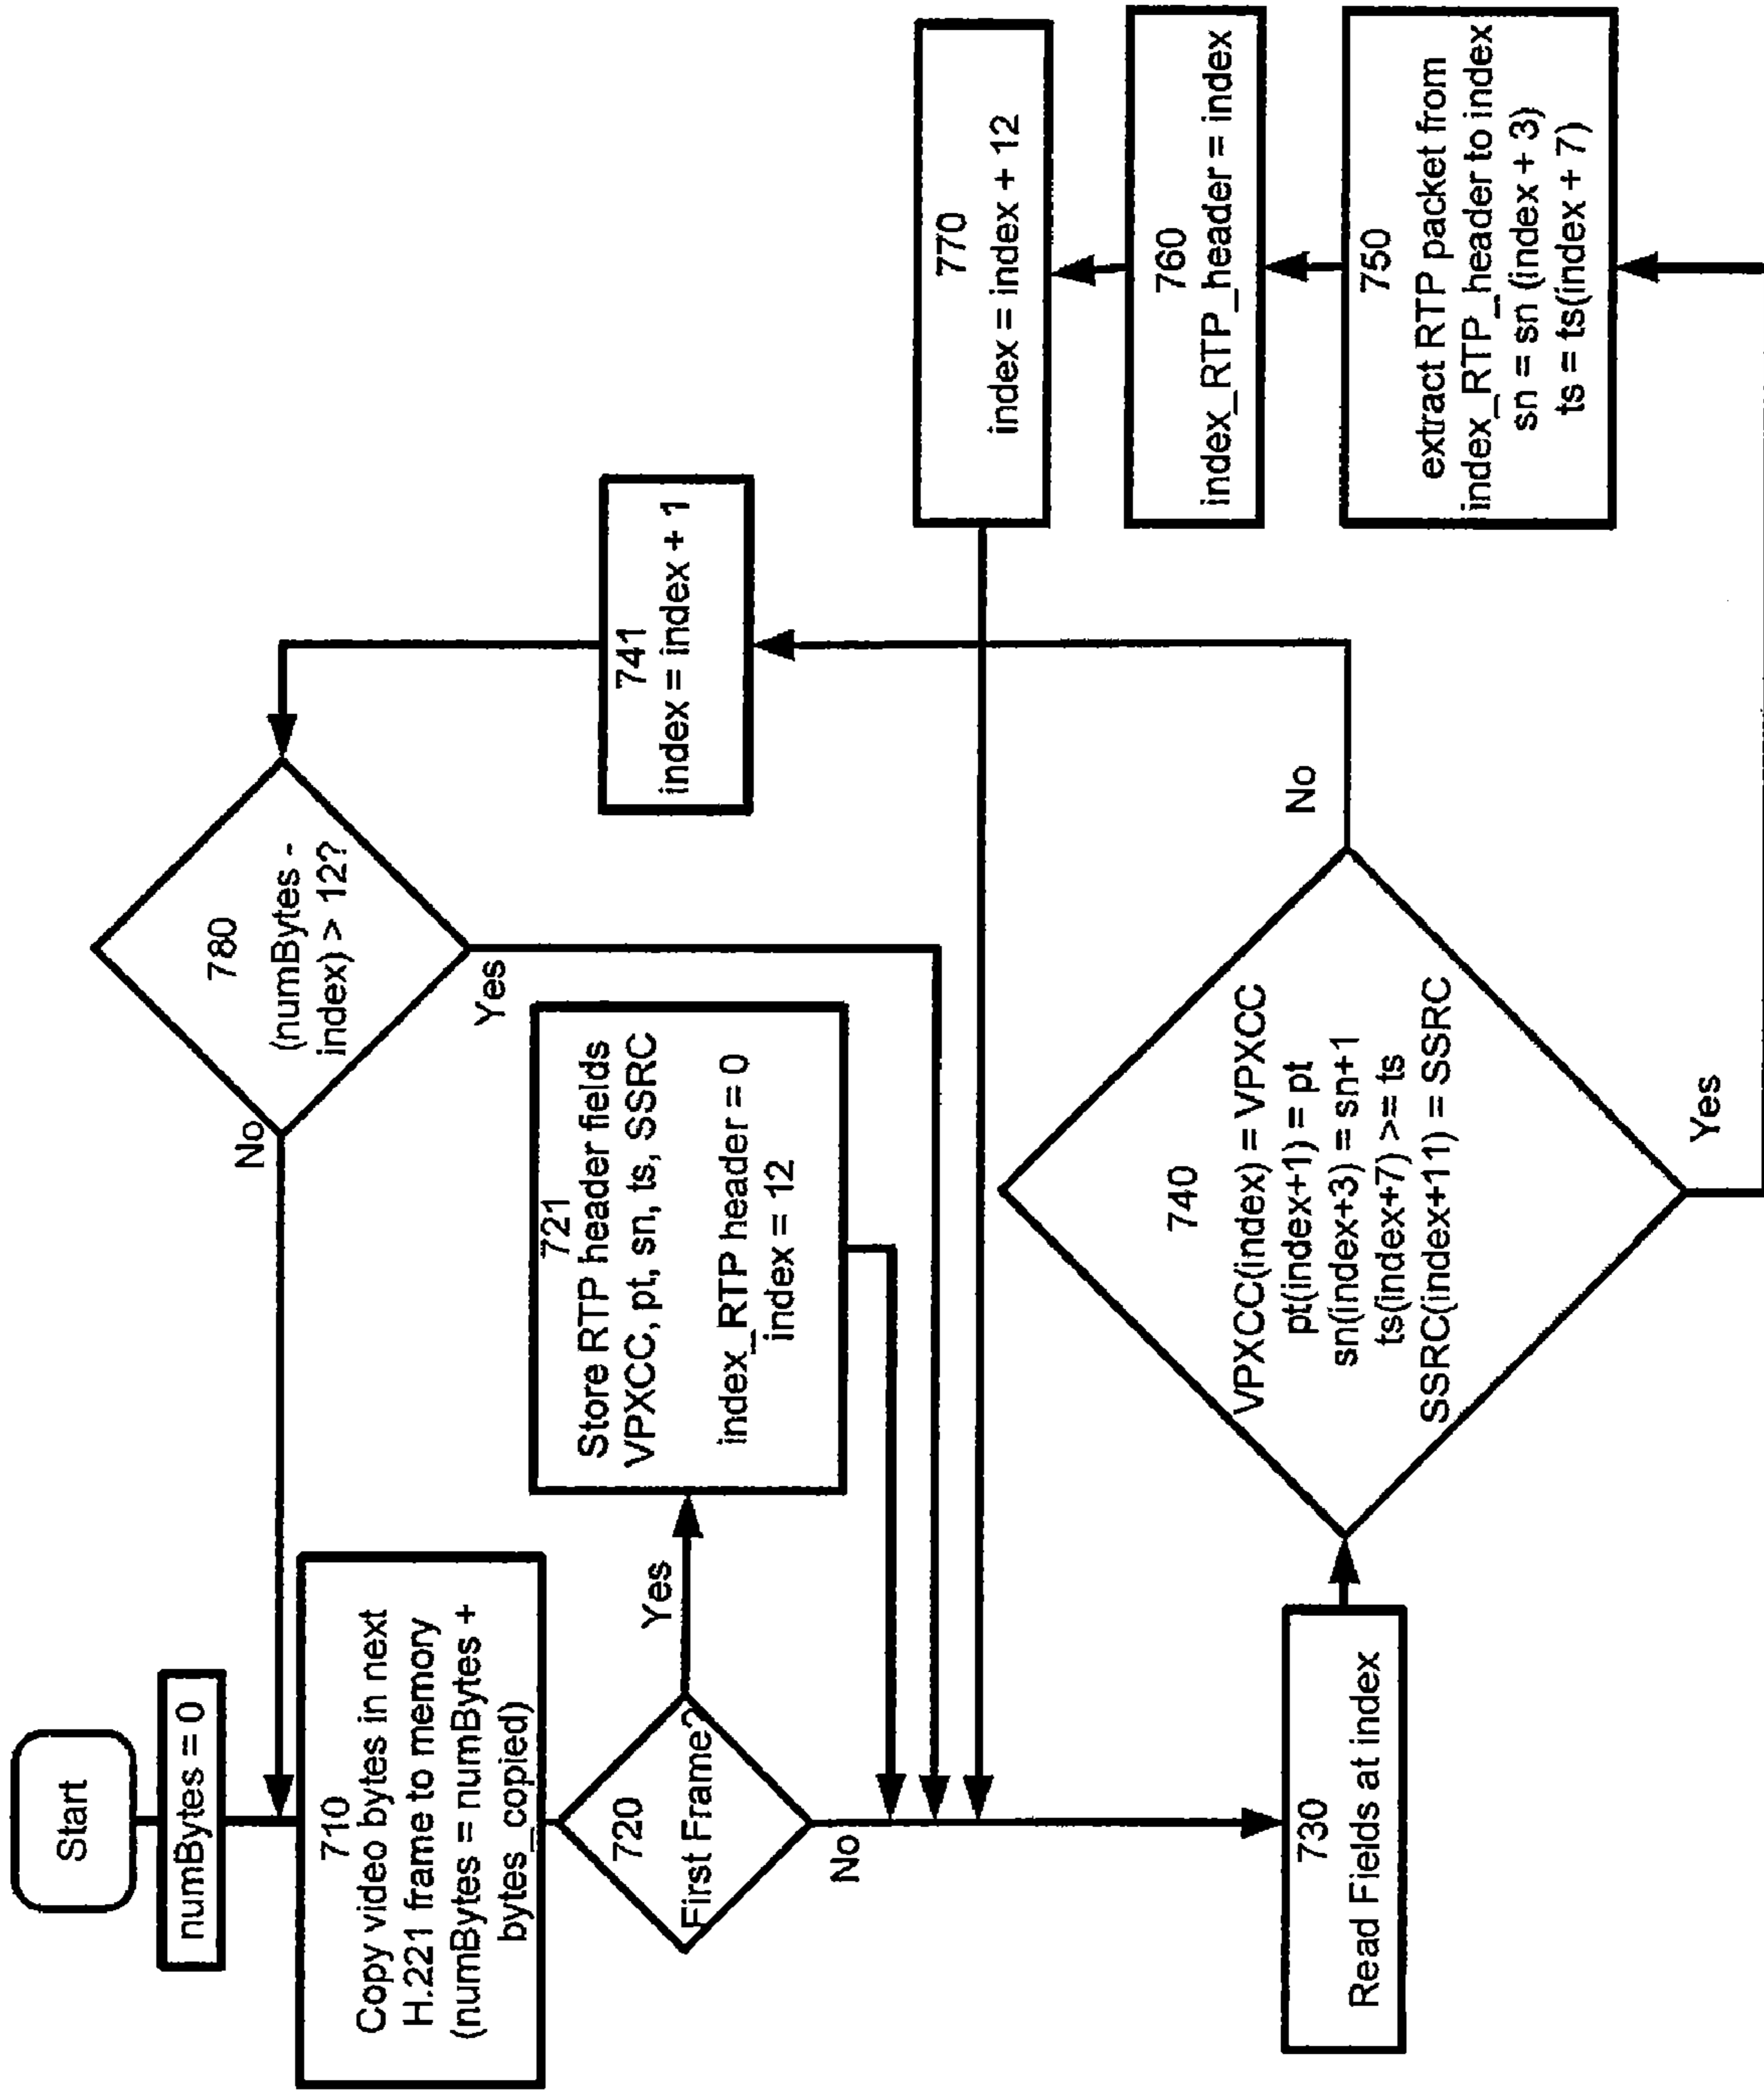 Start
numBytes = 0
710
Copy video bytes in next
H.221 frame to memory
(numBytes = numBytes +
bytes_copied)
720
First Frame?
Yes
No
721
Store RTP header fields
VPXCC, pt, sn, ts, SSRC
index_RTP header = 0
index = 12
730
Read Fields at index
740
VPXCC(index) = VPXCC
pt(index+1) = pt
sn(index+3) = sn+1
ts(index+7) >= ts
SSRC(index+11) = SSRC
No
Yes
741
index = index + 1
780
(numBytes -
index) > 12?
No
Yes
750
extract RTP packet from
index_RTP_header to index
sn = sn (index + 3)
ts = ts(index + 7)
760
index_RTP_header = index
770
index = index + 12